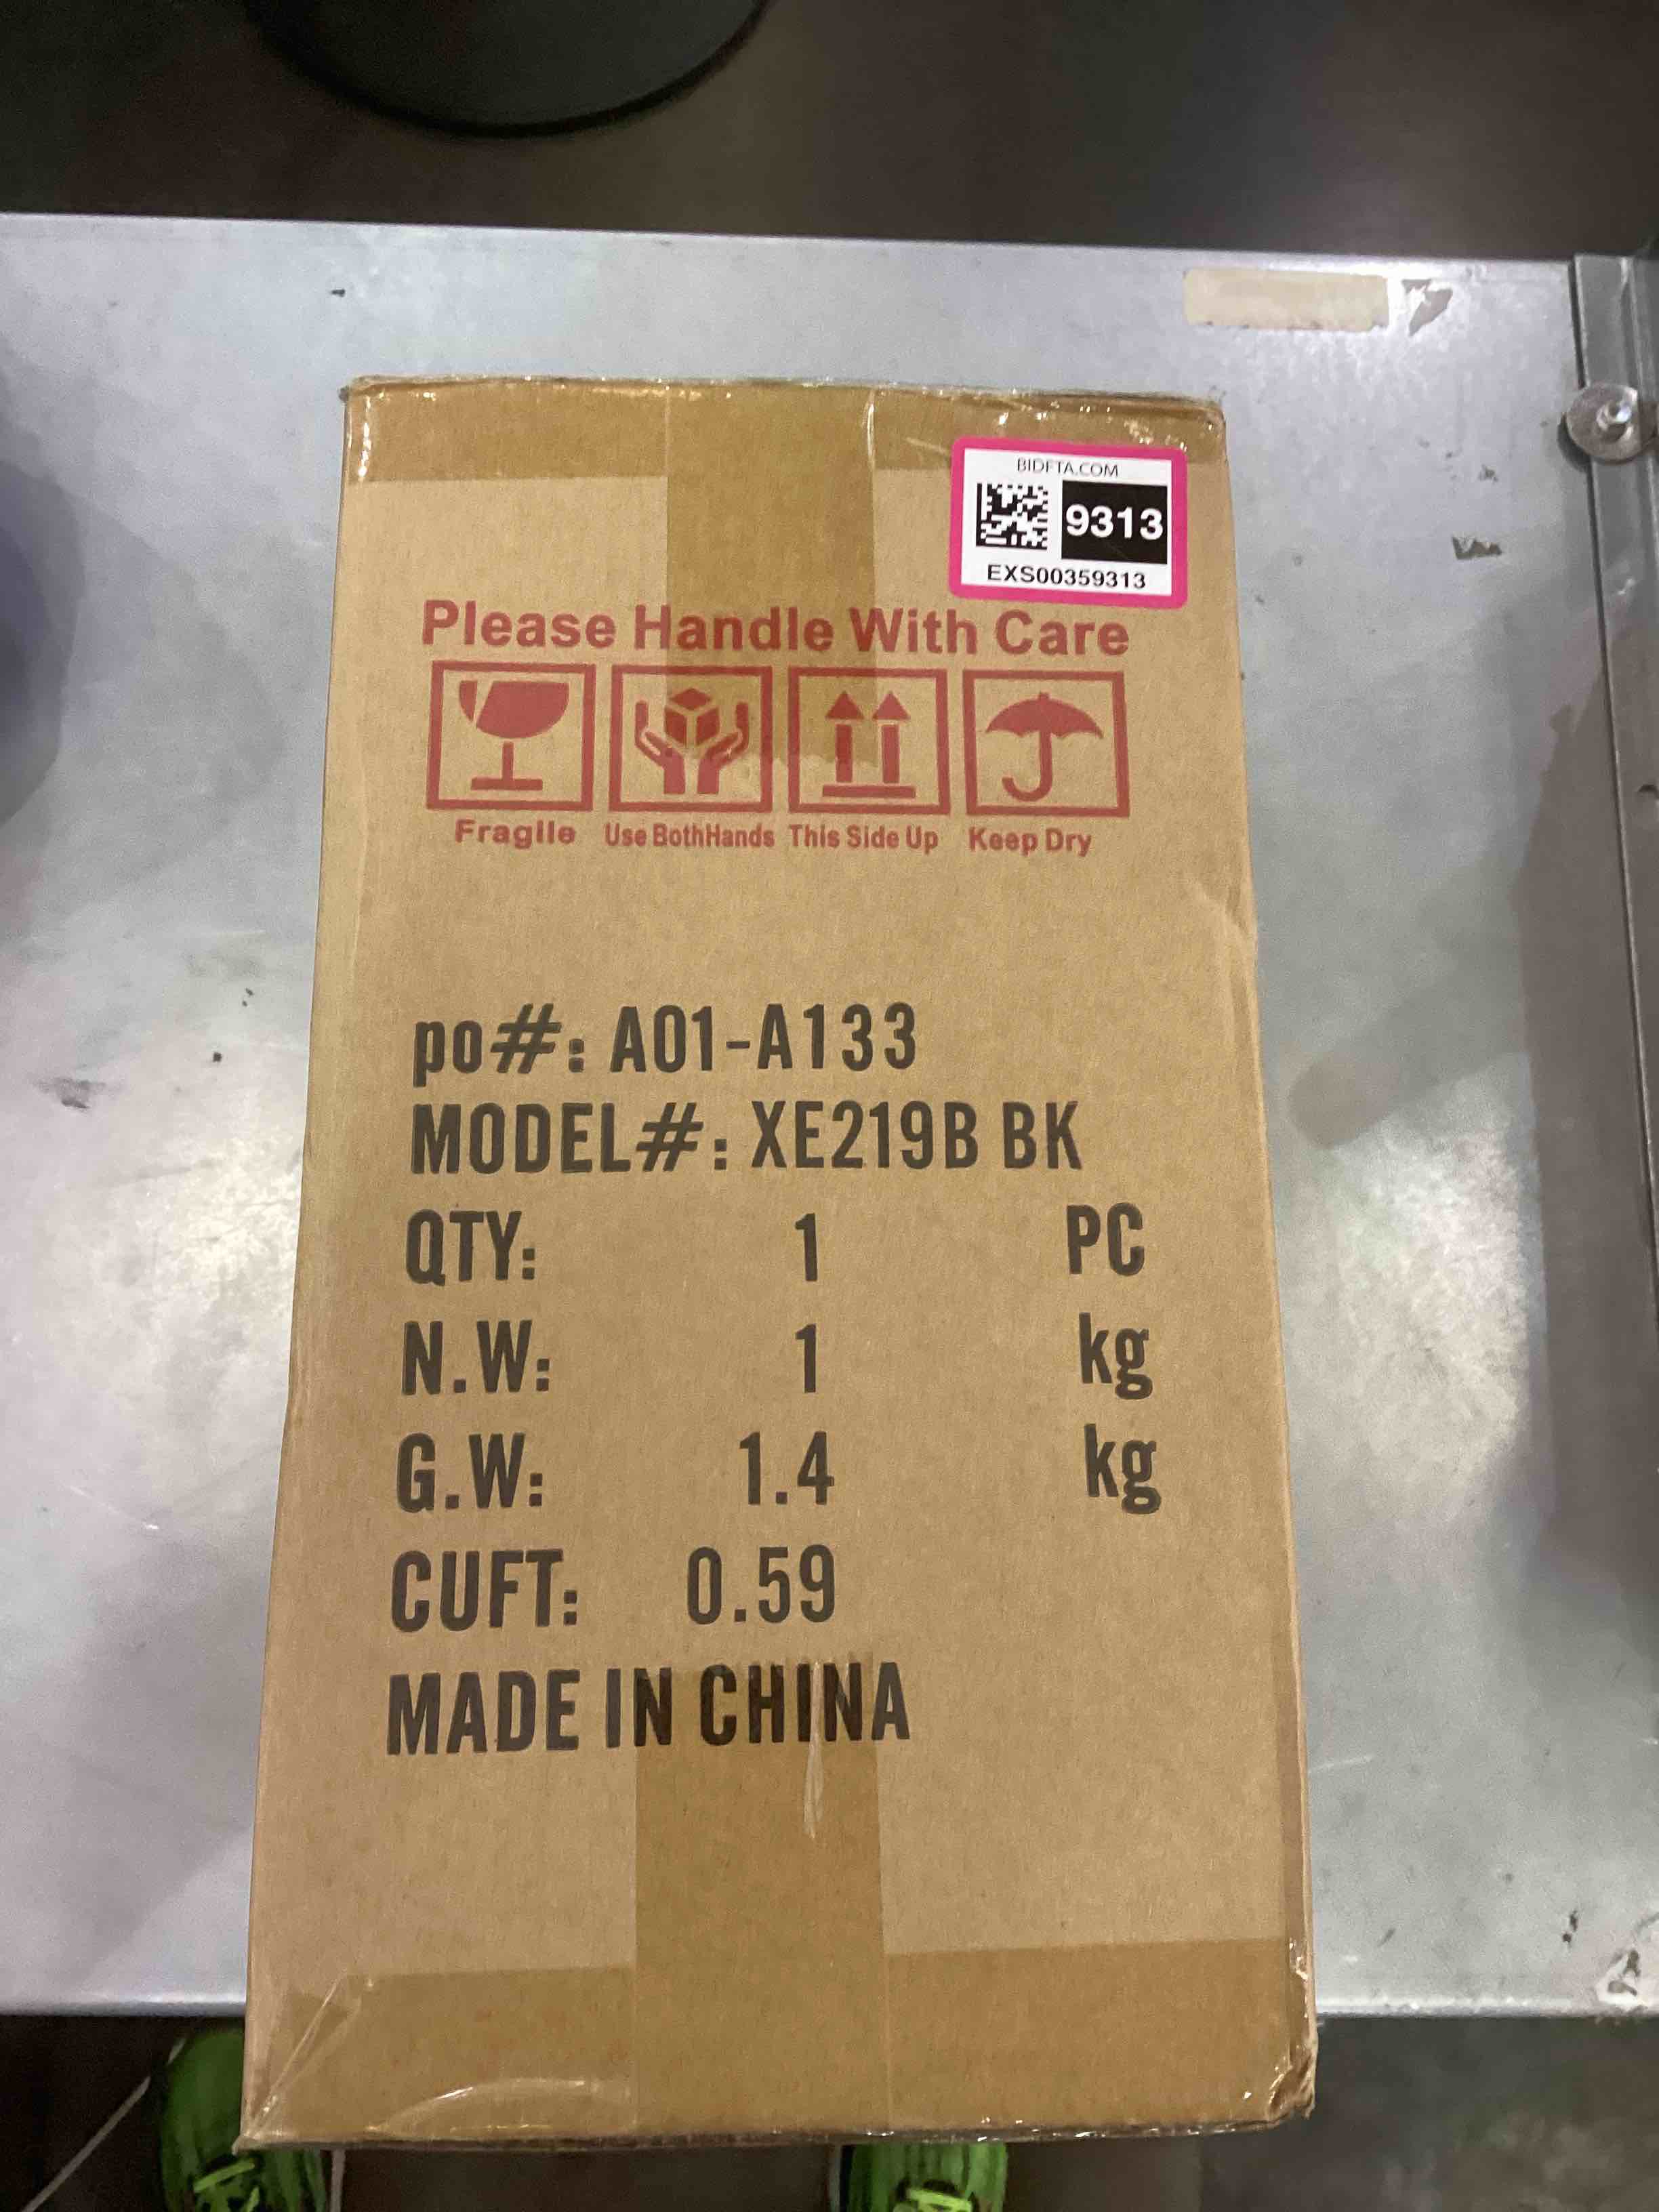 BIDFTA.COM
9313
EXS00359313
Please Handle With Care
Fragile Use BothHands This Side Up Keep Dry
po#: A01-A133
MODEL#: XE219B BK
QTY: 1 PC
N.W: 1 kg
G.W: 1.4 kg
CUFT: 0.59
MADE IN CHINA